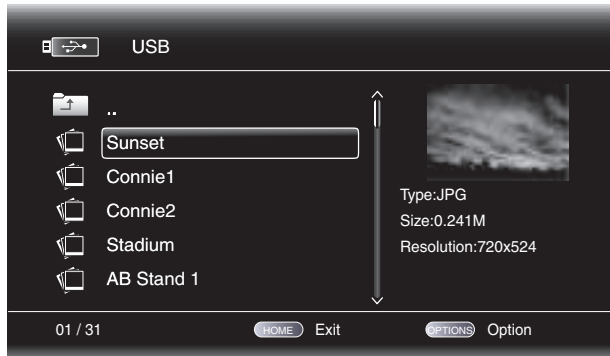 USB
..
Sunset
Connie1
Connie2
Stadium
AB Stand 1
Type:JPG
Size:0.241M
Resolution:720x524
01 / 31
HOME Exit
OPTIONS Option